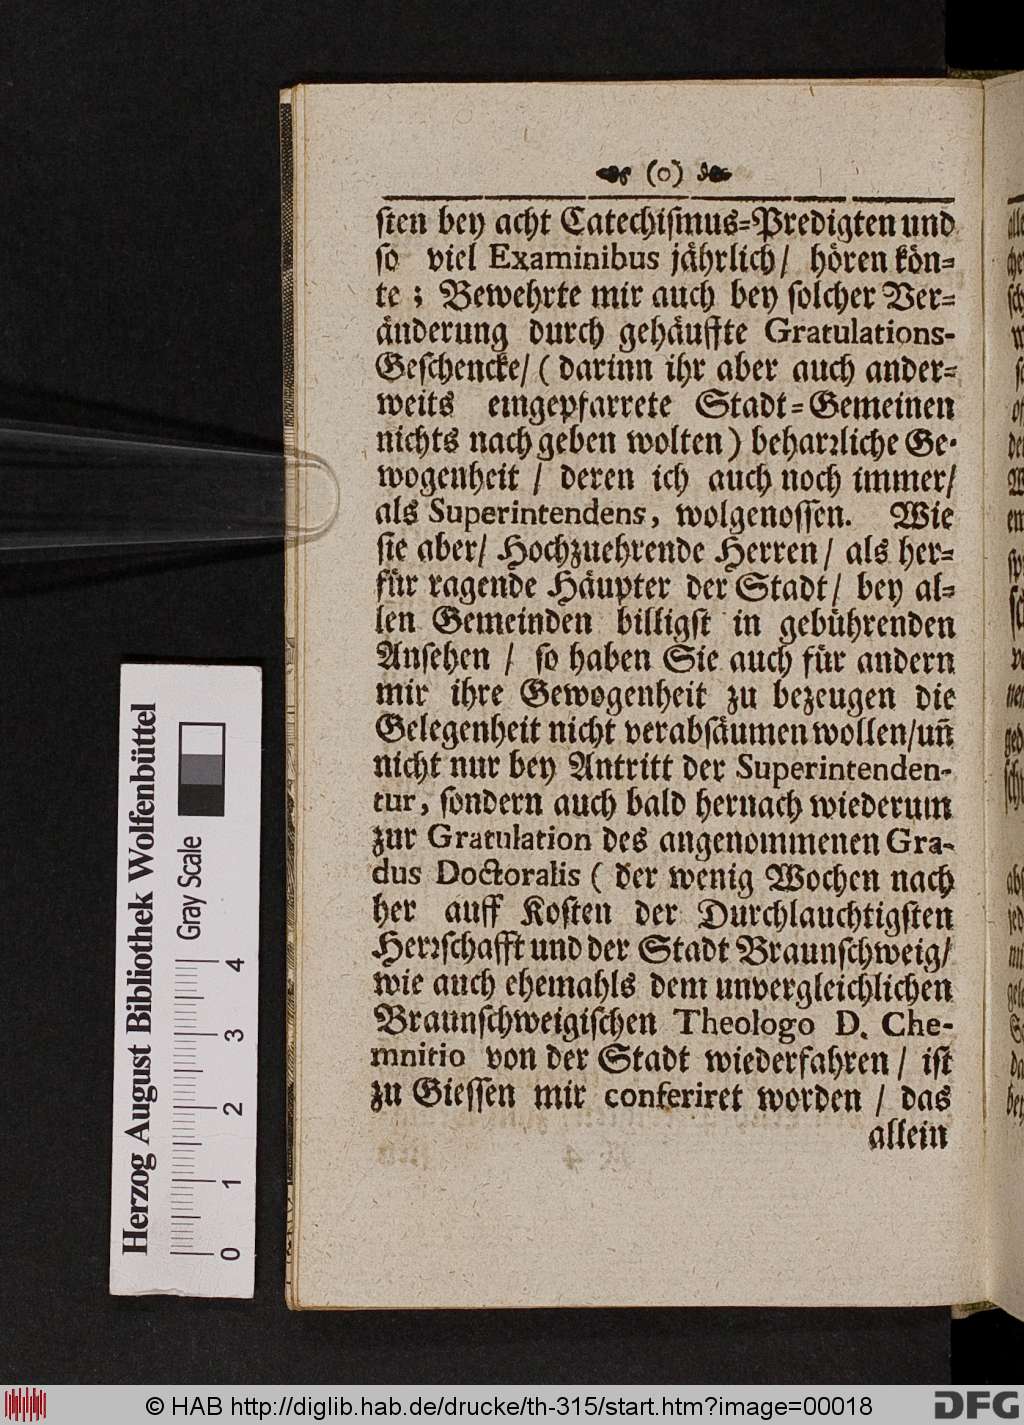 (o)
sten bey acht Catechismus-Predigten und
so viel Examinibus jährlich/ hören kön-
te; Bewehrte mir auch bey solcher Ver-
änderung durch gehäuffte Gratulations-
Geschencke/ (darinn ihr aber auch ander-
weits eingepfarrete Stadt-Gemeinen
nichts nach geben wolten) beharꝛliche Ge-
wogenheit / deren ich auch noch immer/
als Superintendens, wolgenossen. Wie
sie aber/ Hochzuehrende Herren/ als her-
für ragende Häupter der Stadt/ bey al-
len Gemeinden billigst in gebührenden
Ansehen / so haben Sie auch für andern
mir ihre Gewogenheit zu bezeugen die
Gelegenheit nicht verabsäumen wollen/uñ
nicht nur bey Antritt der Superintenden-
tur, sondern auch bald hernach wiederum
zur Gratulation des angenommenen Gra-
dus Doctoralis (der wenig Wochen nach
her auff Kosten der Durchlauchtigsten
Herꝛschafft und der Stadt Braunschweig/
wie auch ehemahls dem unvergleichlichen
Braunschweigischen Theologo D. Che-
mnitio von der Stadt wiederfahren / ist
zu Giessen mir conferiret worden / das
allein
Herzog August Bibliothek Wolfenbüttel
Gray Scale
0 1 2 3 4
© HAB http://diglib.hab.de/drucke/th-315/start.htm?image=00018
DFG